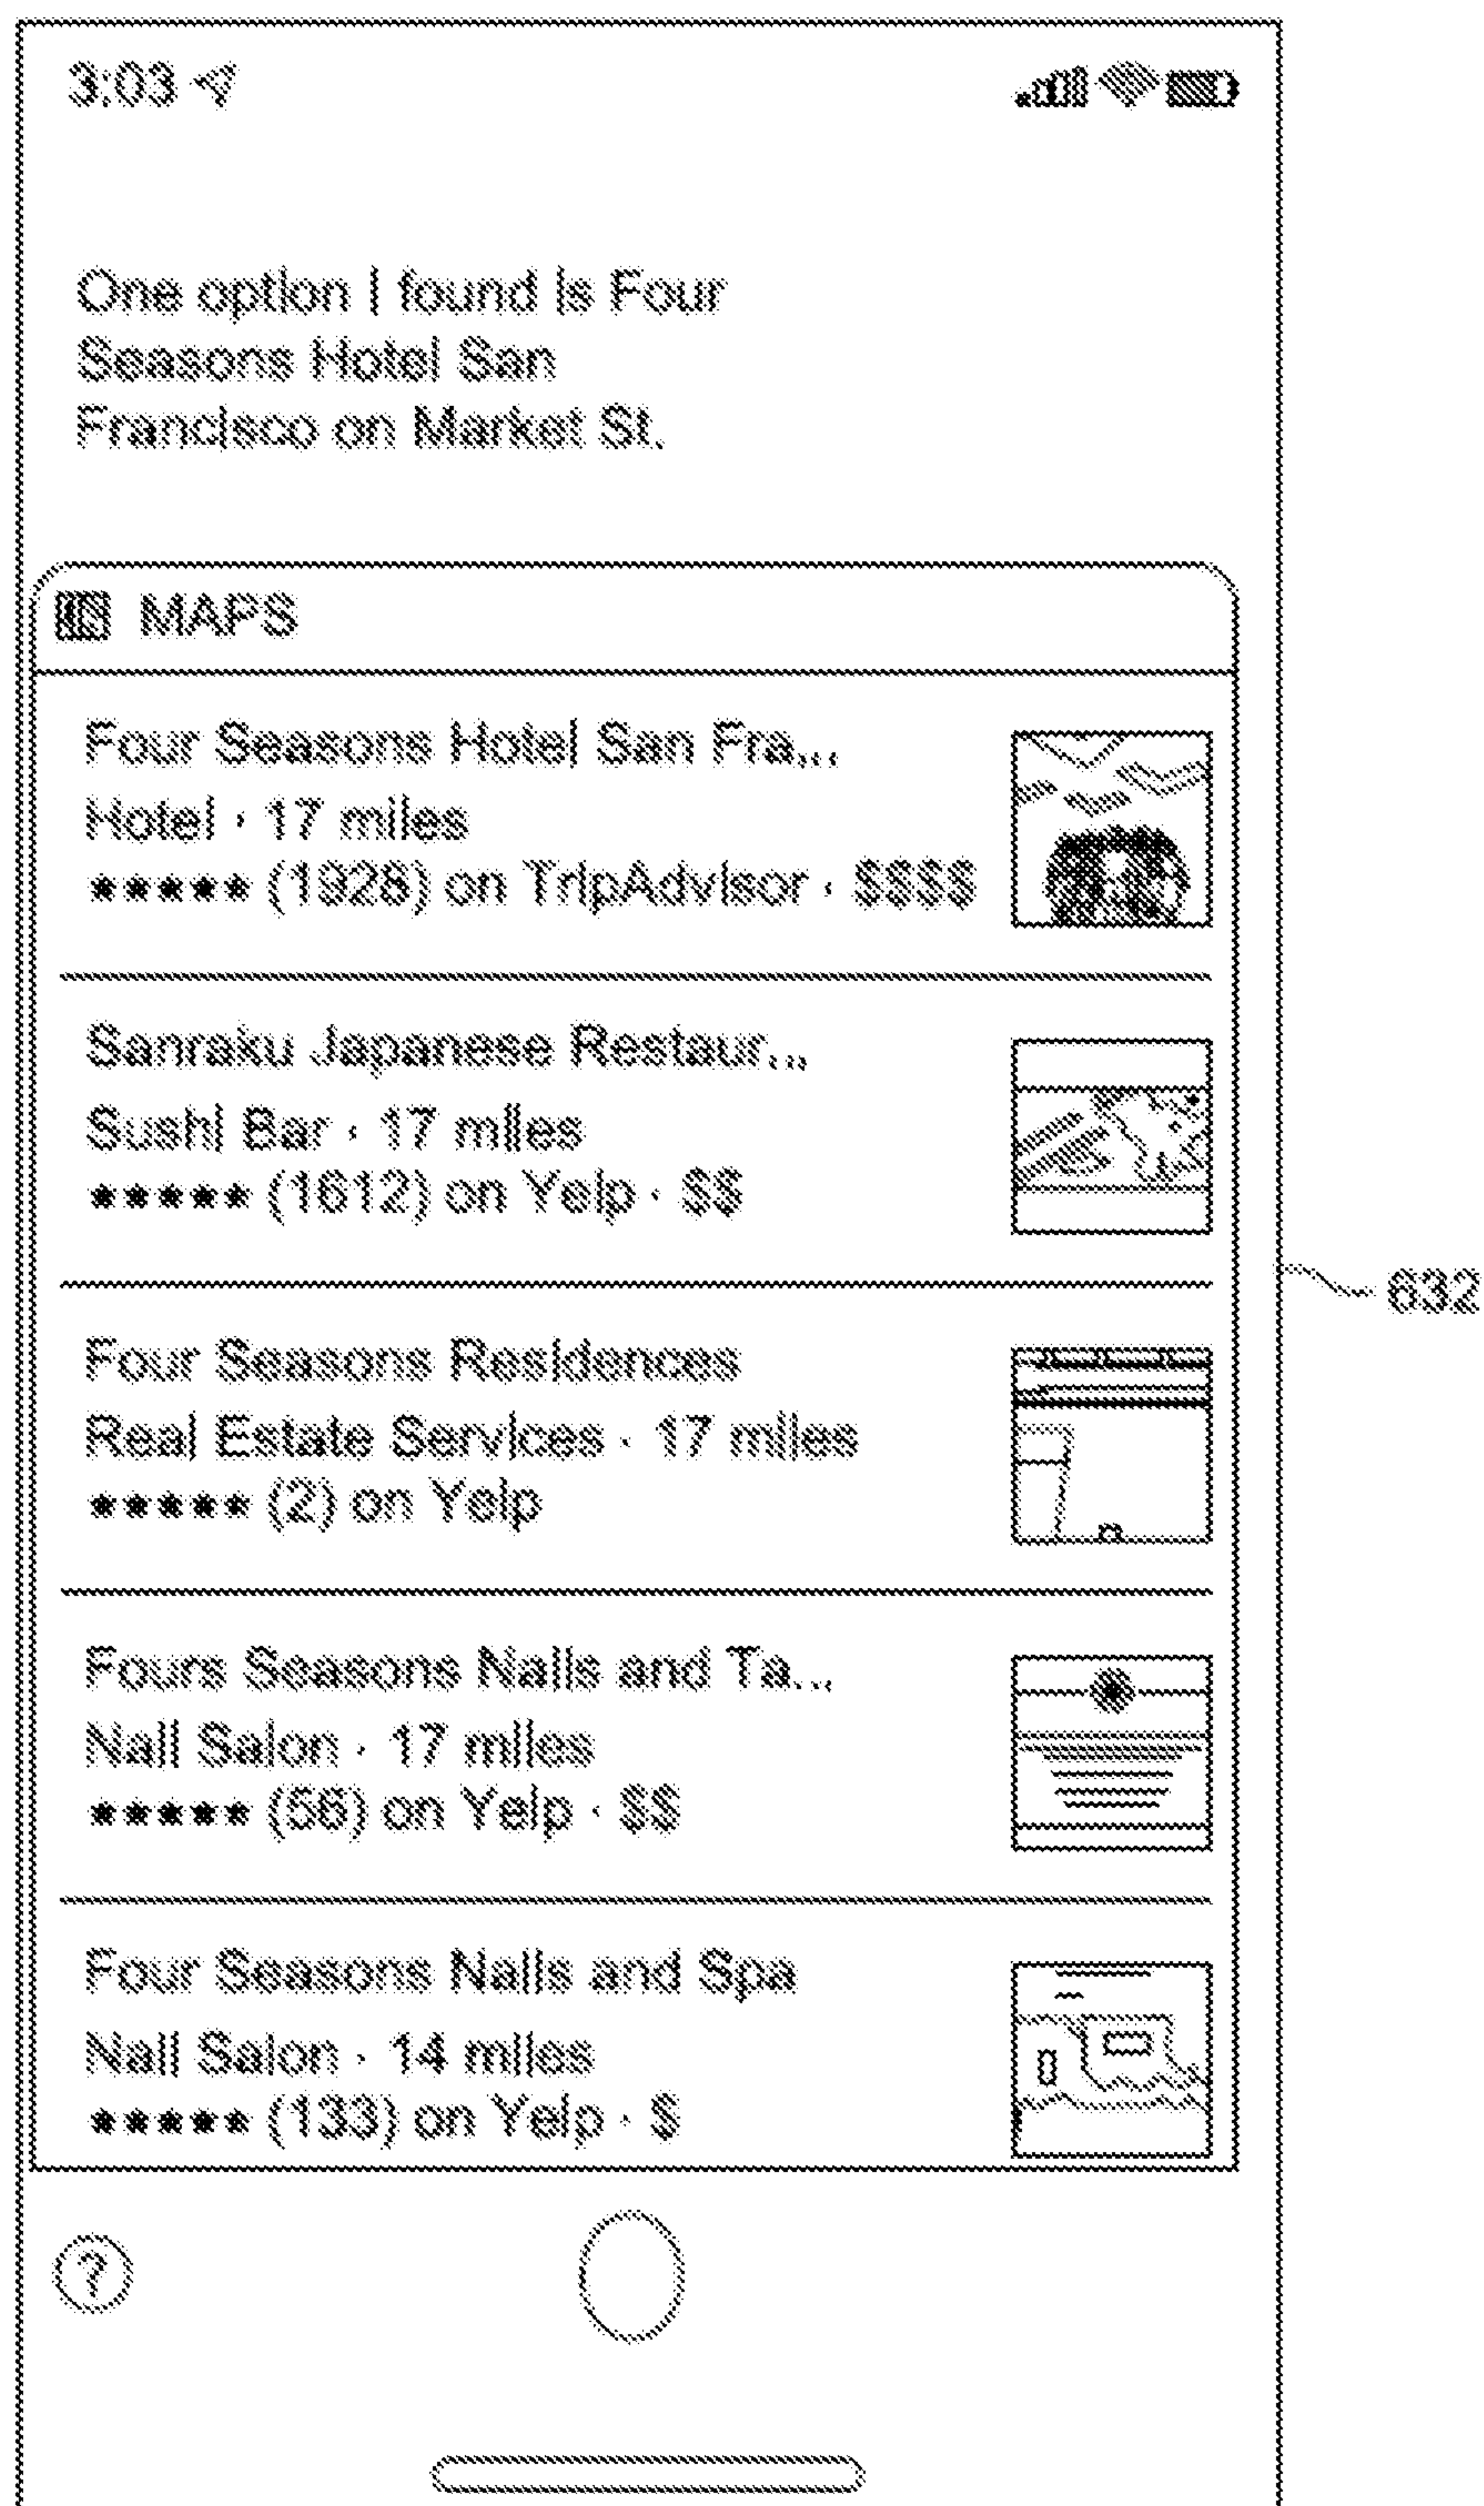 3:03
One option I found is Four
Seasons Hotel San
Francisco on Market St.
MAPS
Four Seasons Hotel San Fra...
Hotel · 17 miles
★★★★★ (1928) on TripAdvisor · $$$$
Sanraku Japanese Restaur...
Sushi Bar · 17 miles
★★★★★ (1612) on Yelp · $$
632
Four Seasons Residences
Real Estate Services · 17 miles
★★★★★ (2) on Yelp
Fours Seasons Nails and Ta...
Nail Salon · 17 miles
★★★★★ (56) on Yelp · $$
Four Seasons Nails and Spa
Nail Salon · 14 miles
★★★★★ (133) on Yelp · $
?